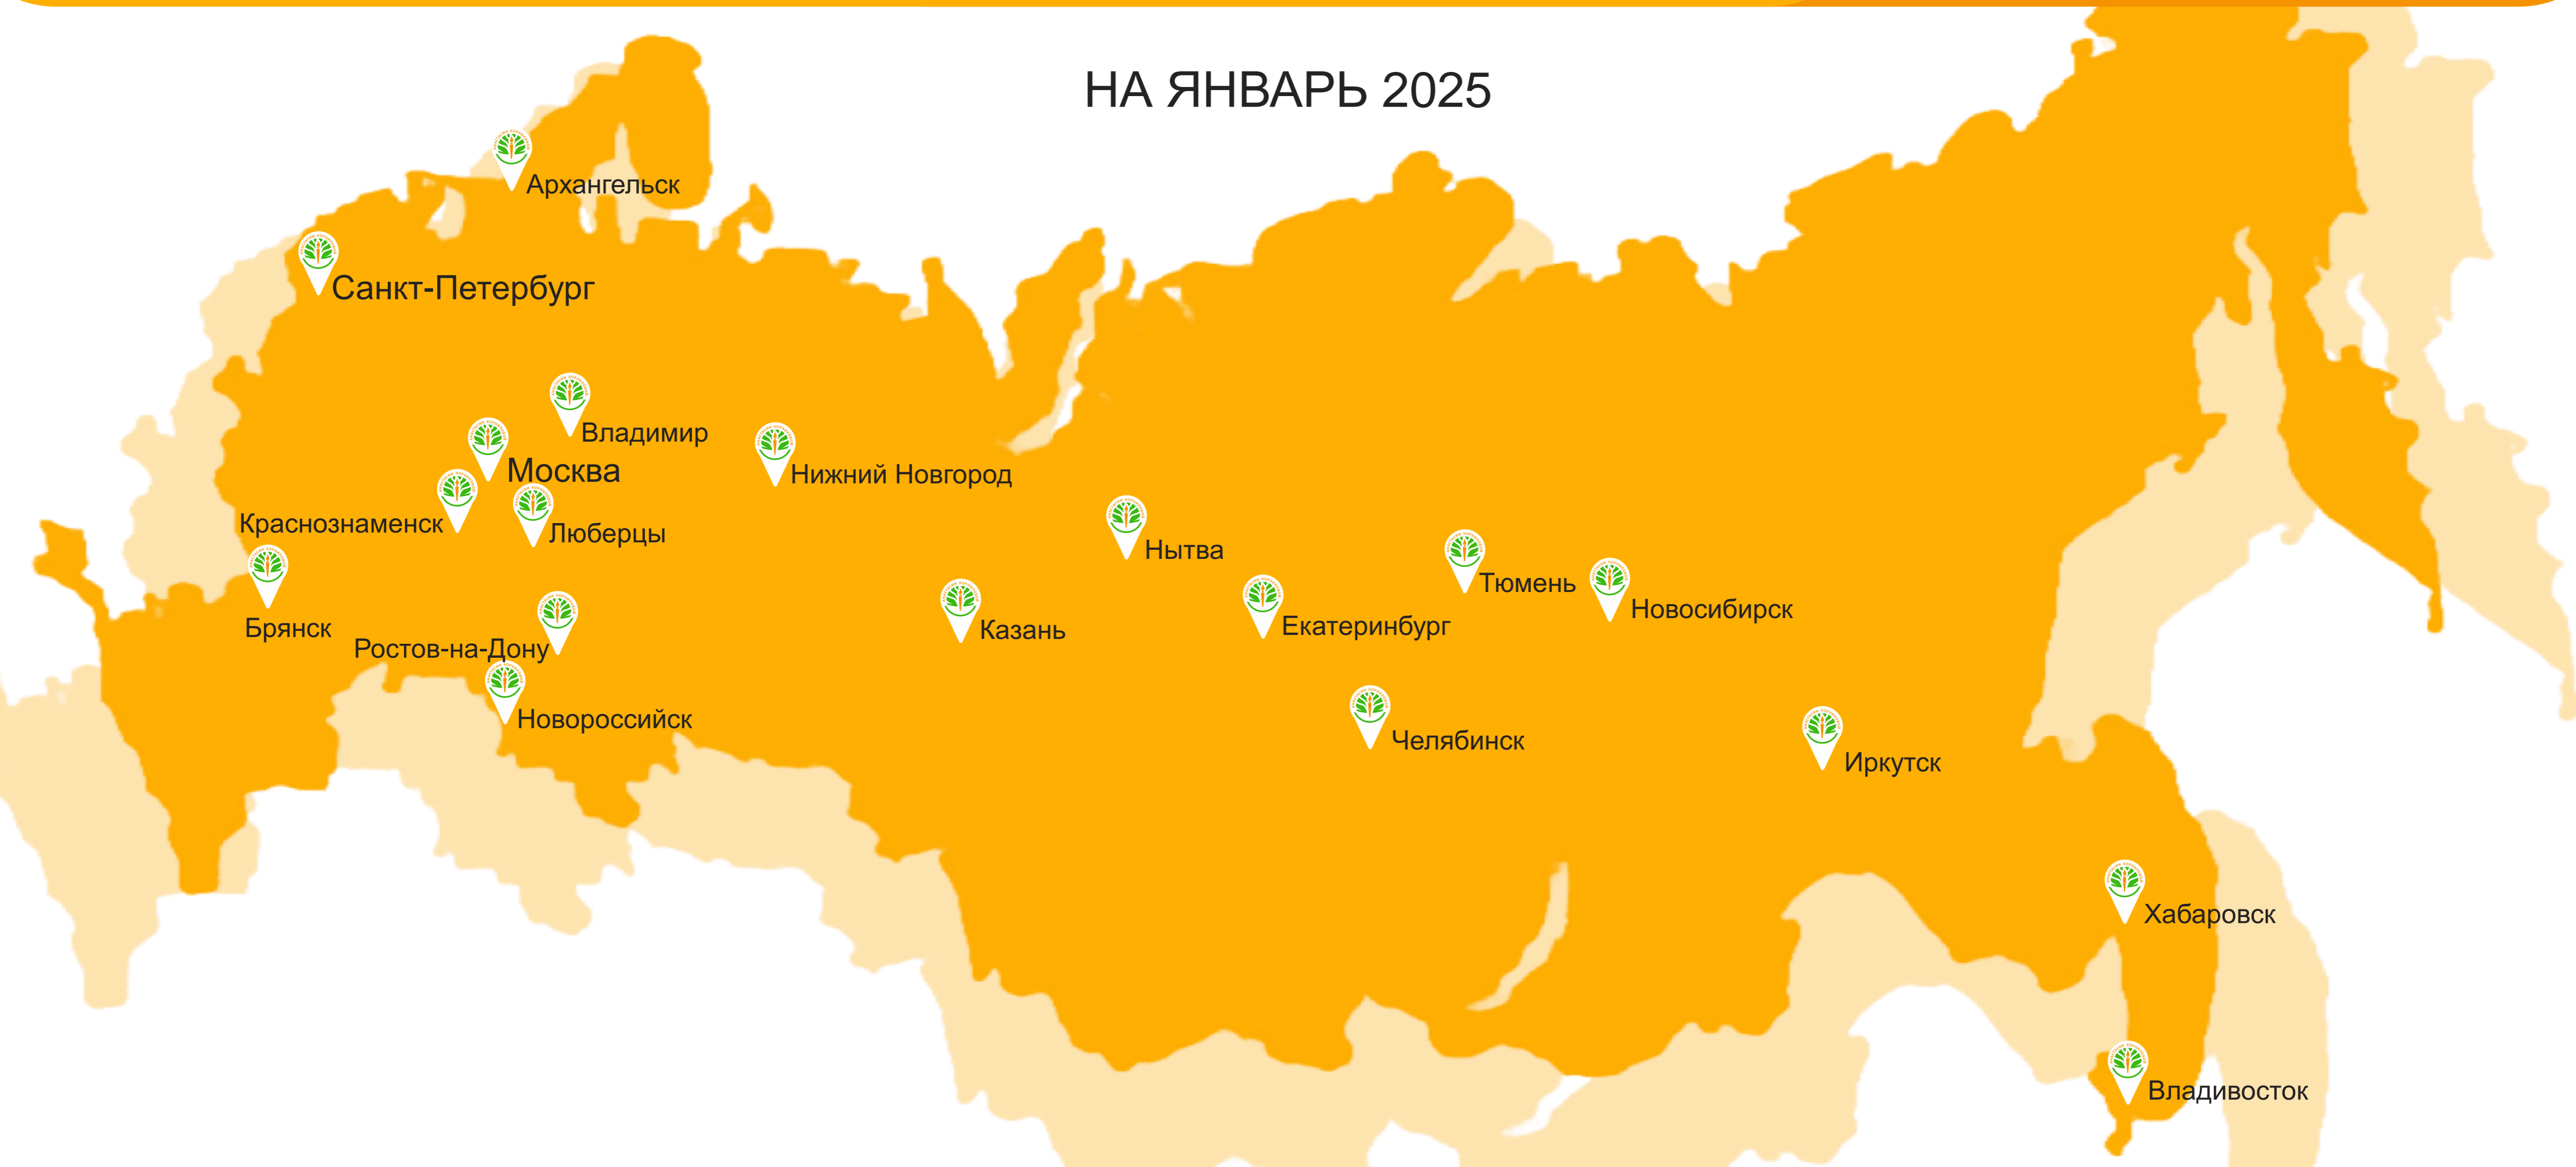 НА ЯНВАРЬ 2025
Архангельск
Санкт-Петербург
Владимир
Москва
Нижний Новгород
Краснознаменск
Люберцы
Нытва
Тюмень
Новосибирск
Брянск
Казань
Екатеринбург
Ростов-на-Дону
Новороссийск
Челябинск
Иркутск
Хабаровск
Владивосток